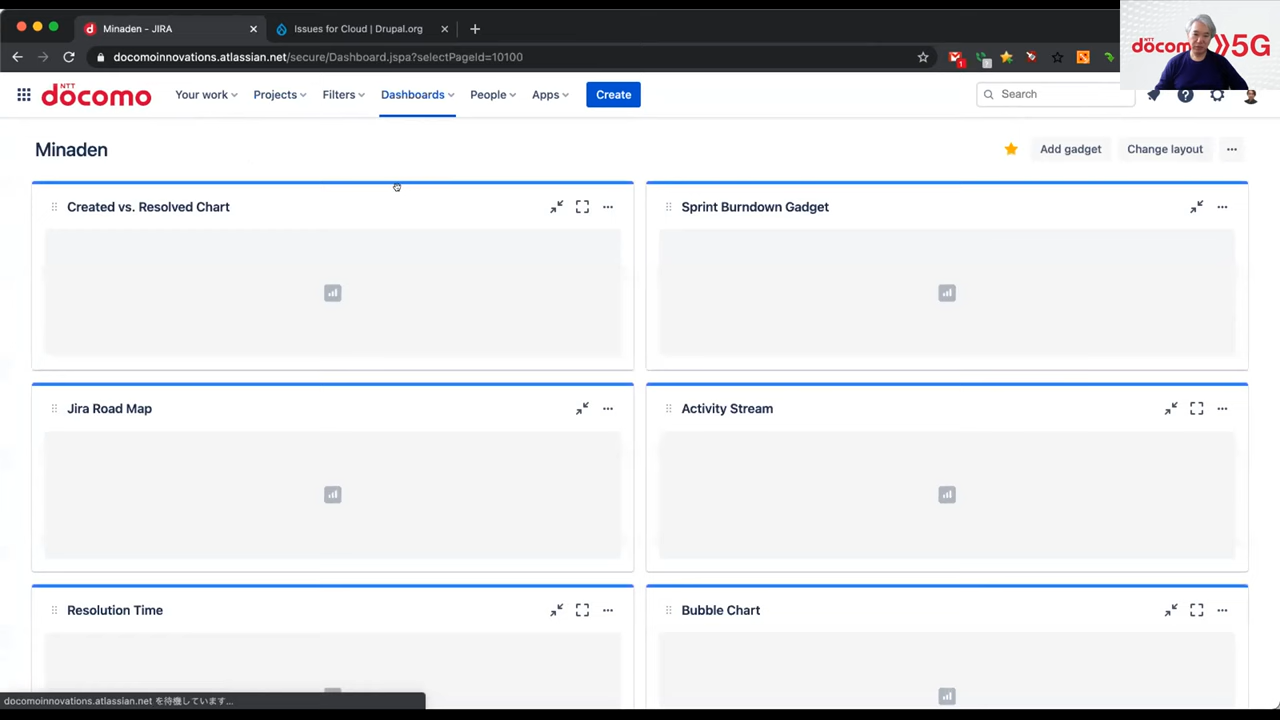 Minaden - JIRA
Issues for Cloud | Drupal.org
docomoinnovations.atlassian.net/secure/Dashboard.jspa?selectPageId=10100
NTT
docomo
5G
NTT
docomo
Your work
Projects
Filters
Dashboards
People
Apps
Create
Search
Minaden
Add gadget
Change layout
Created vs. Resolved Chart
Sprint Burndown Gadget
Jira Road Map
Activity Stream
Resolution Time
Bubble Chart
docomoinnovations.atlassian.net を待機しています...